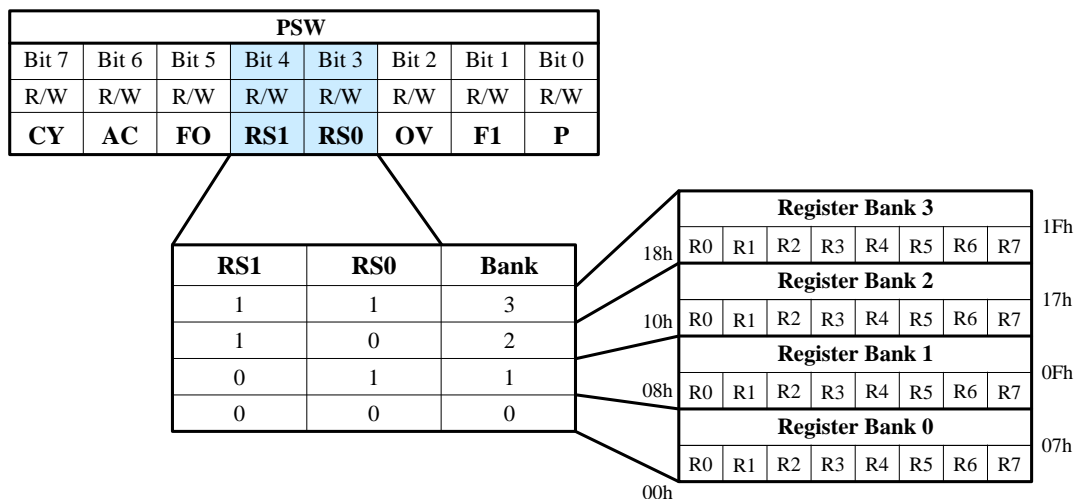 PSW
Bit 7 Bit 6 Bit 5 Bit 4 Bit 3 Bit 2 Bit 1 Bit 0
R/W R/W R/W R/W R/W R/W R/W R/W
CY AC FO RS1 RS0 OV F1 P
RS1 RS0 Bank
1 1 3
1 0 2
0 1 1
0 0 0
Register Bank 3
1Fh
18h R0 R1 R2 R3 R4 R5 R6 R7
Register Bank 2
17h
10h R0 R1 R2 R3 R4 R5 R6 R7
Register Bank 1
0Fh
08h R0 R1 R2 R3 R4 R5 R6 R7
Register Bank 0
07h
R0 R1 R2 R3 R4 R5 R6 R7
00h